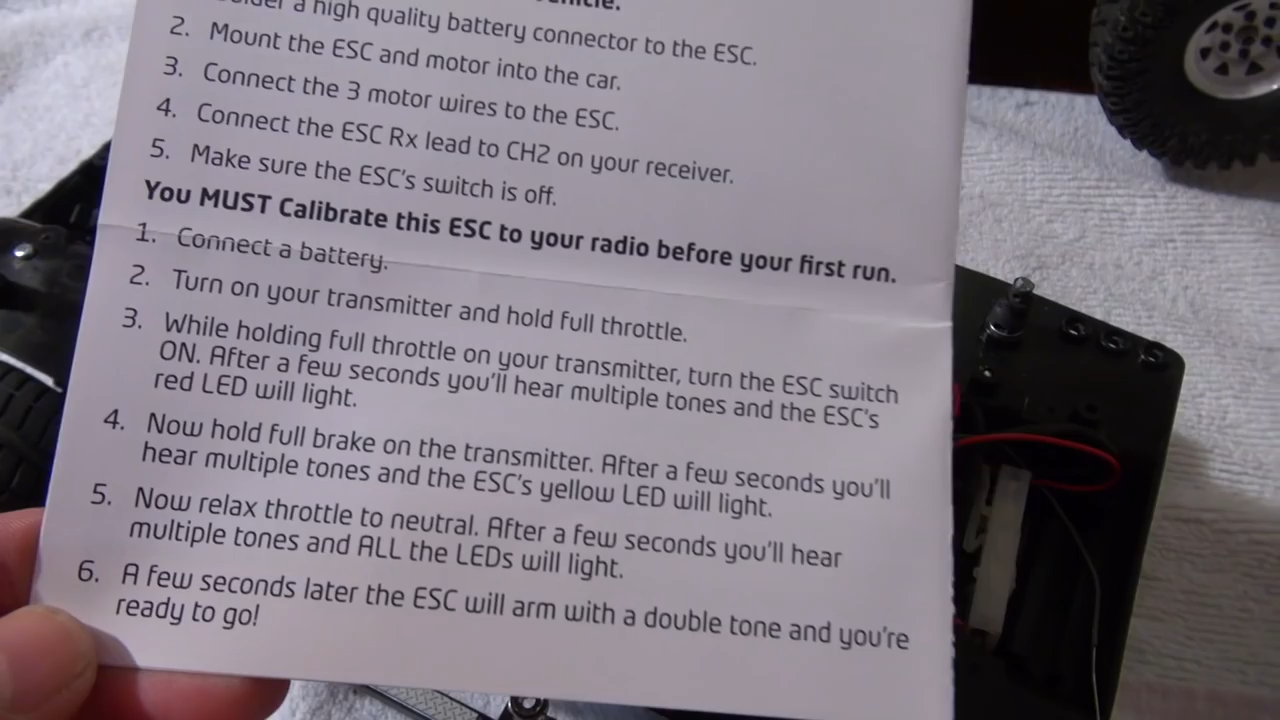 a high quality battery connector to the ESC.
2. Mount the ESC and motor into the car.
3. Connect the 3 motor wires to the ESC.
4. Connect the ESC Rx lead to CH2 on your receiver.
5. Make sure the ESC's switch is off.
You MUST Calibrate this ESC to your radio before your first run.
1. Connect a battery.
2. Turn on your transmitter and hold full throttle.
3. While holding full throttle on your transmitter, turn the ESC switch
ON. After a few seconds you'll hear multiple tones and the ESC's
red LED will light.
4. Now hold full brake on the transmitter. After a few seconds you'll
hear multiple tones and the ESC's yellow LED will light.
5. Now relax throttle to neutral. After a few seconds you'll hear
multiple tones and ALL the LEDs will light.
6. A few seconds later the ESC will arm with a double tone and you're
ready to go!